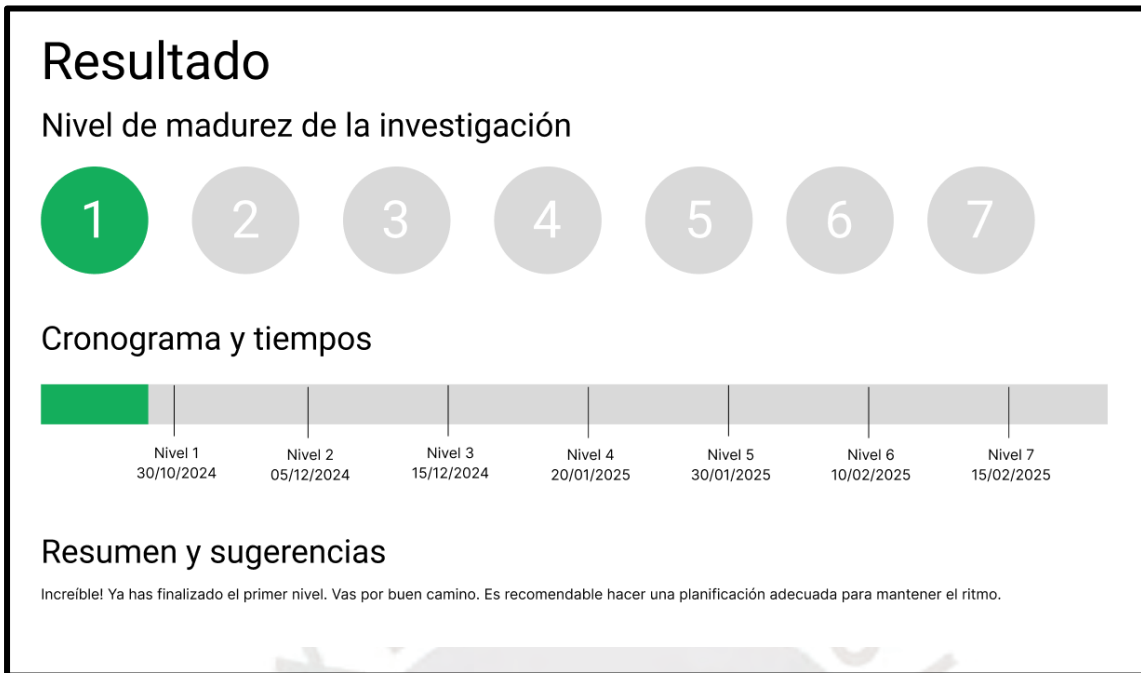 Resultado
Nivel de madurez de la investigación
1 2 3 4 5 6 7
Cronograma y tiempos
Nivel 1 Nivel 2 Nivel 3 Nivel 4 Nivel 5 Nivel 6 Nivel 7
30/10/2024 05/12/2024 15/12/2024 20/01/2025 30/01/2025 10/02/2025 15/02/2025
Resumen y sugerencias
Increíble! Ya has finalizado el primer nivel. Vas por buen camino. Es recomendable hacer una planificación adecuada para mantener el ritmo.